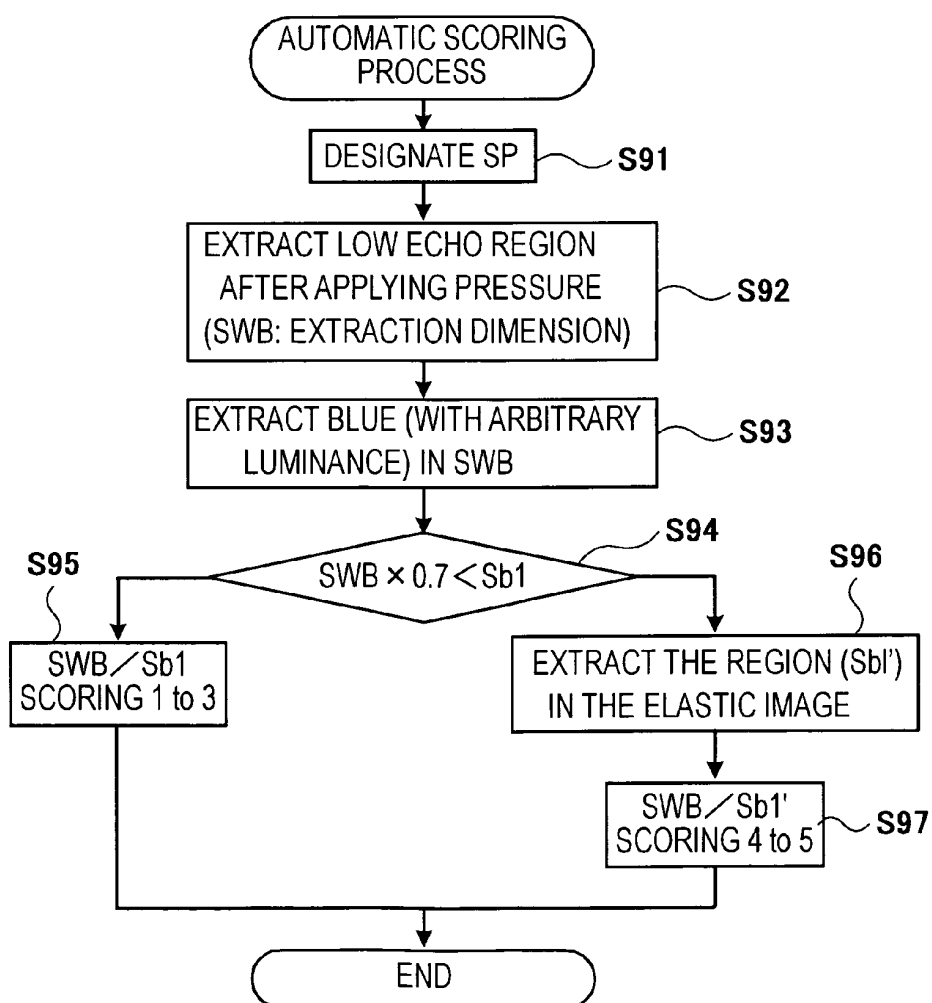 AUTOMATIC SCORING
PROCESS
DESIGNATE SP
S91
EXTRACT LOW ECHO REGION
AFTER APPLYING PRESSURE
(SWB: EXTRACTION DIMENSION)
S92
EXTRACT BLUE (WITH ARBITRARY
LUMINANCE) IN SWB
S93
SWB × 0.7＜Sb1
S94
S95
SWB／Sb1
SCORING 1 to 3
S96
EXTRACT THE REGION (Sbl')
IN THE ELASTIC IMAGE
SWB／Sb1'
SCORING 4 to 5
S97
END